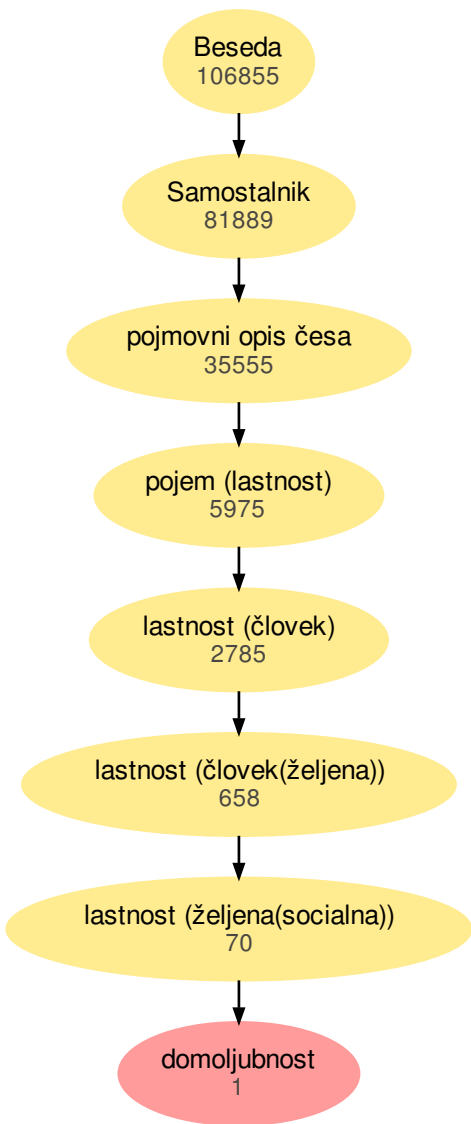 Beseda
106855
Samostalnik
81889
pojmovni opis česa
35555
pojem (lastnost)
5975
lastnost (človek)
2785
lastnost (človek(željena))
658
lastnost (željena(socialna))
70
domoljubnost
1